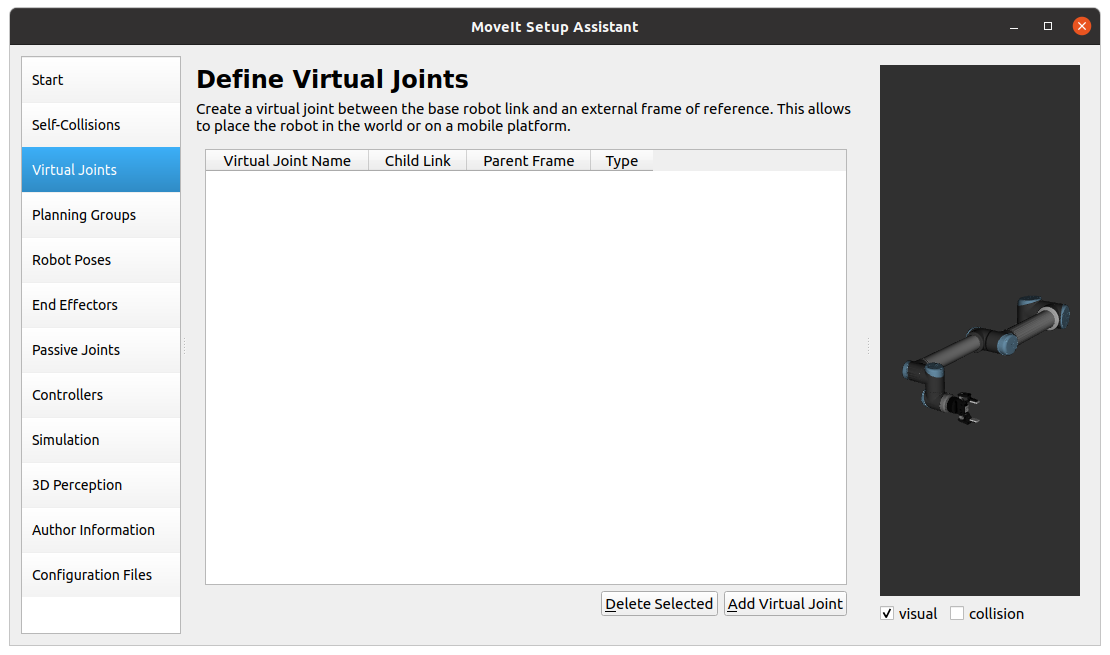 MoveIt Setup Assistant
Start
Self-Collisions
Virtual Joints
Planning Groups
Robot Poses
End Effectors
Passive Joints
Controllers
Simulation
3D Perception
Author Information
Configuration Files
Define Virtual Joints
Create a virtual joint between the base robot link and an external frame of reference. This allows
to place the robot in the world or on a mobile platform.
Virtual Joint Name Child Link Parent Frame Type
Delete Selected Add Virtual Joint
visual collision